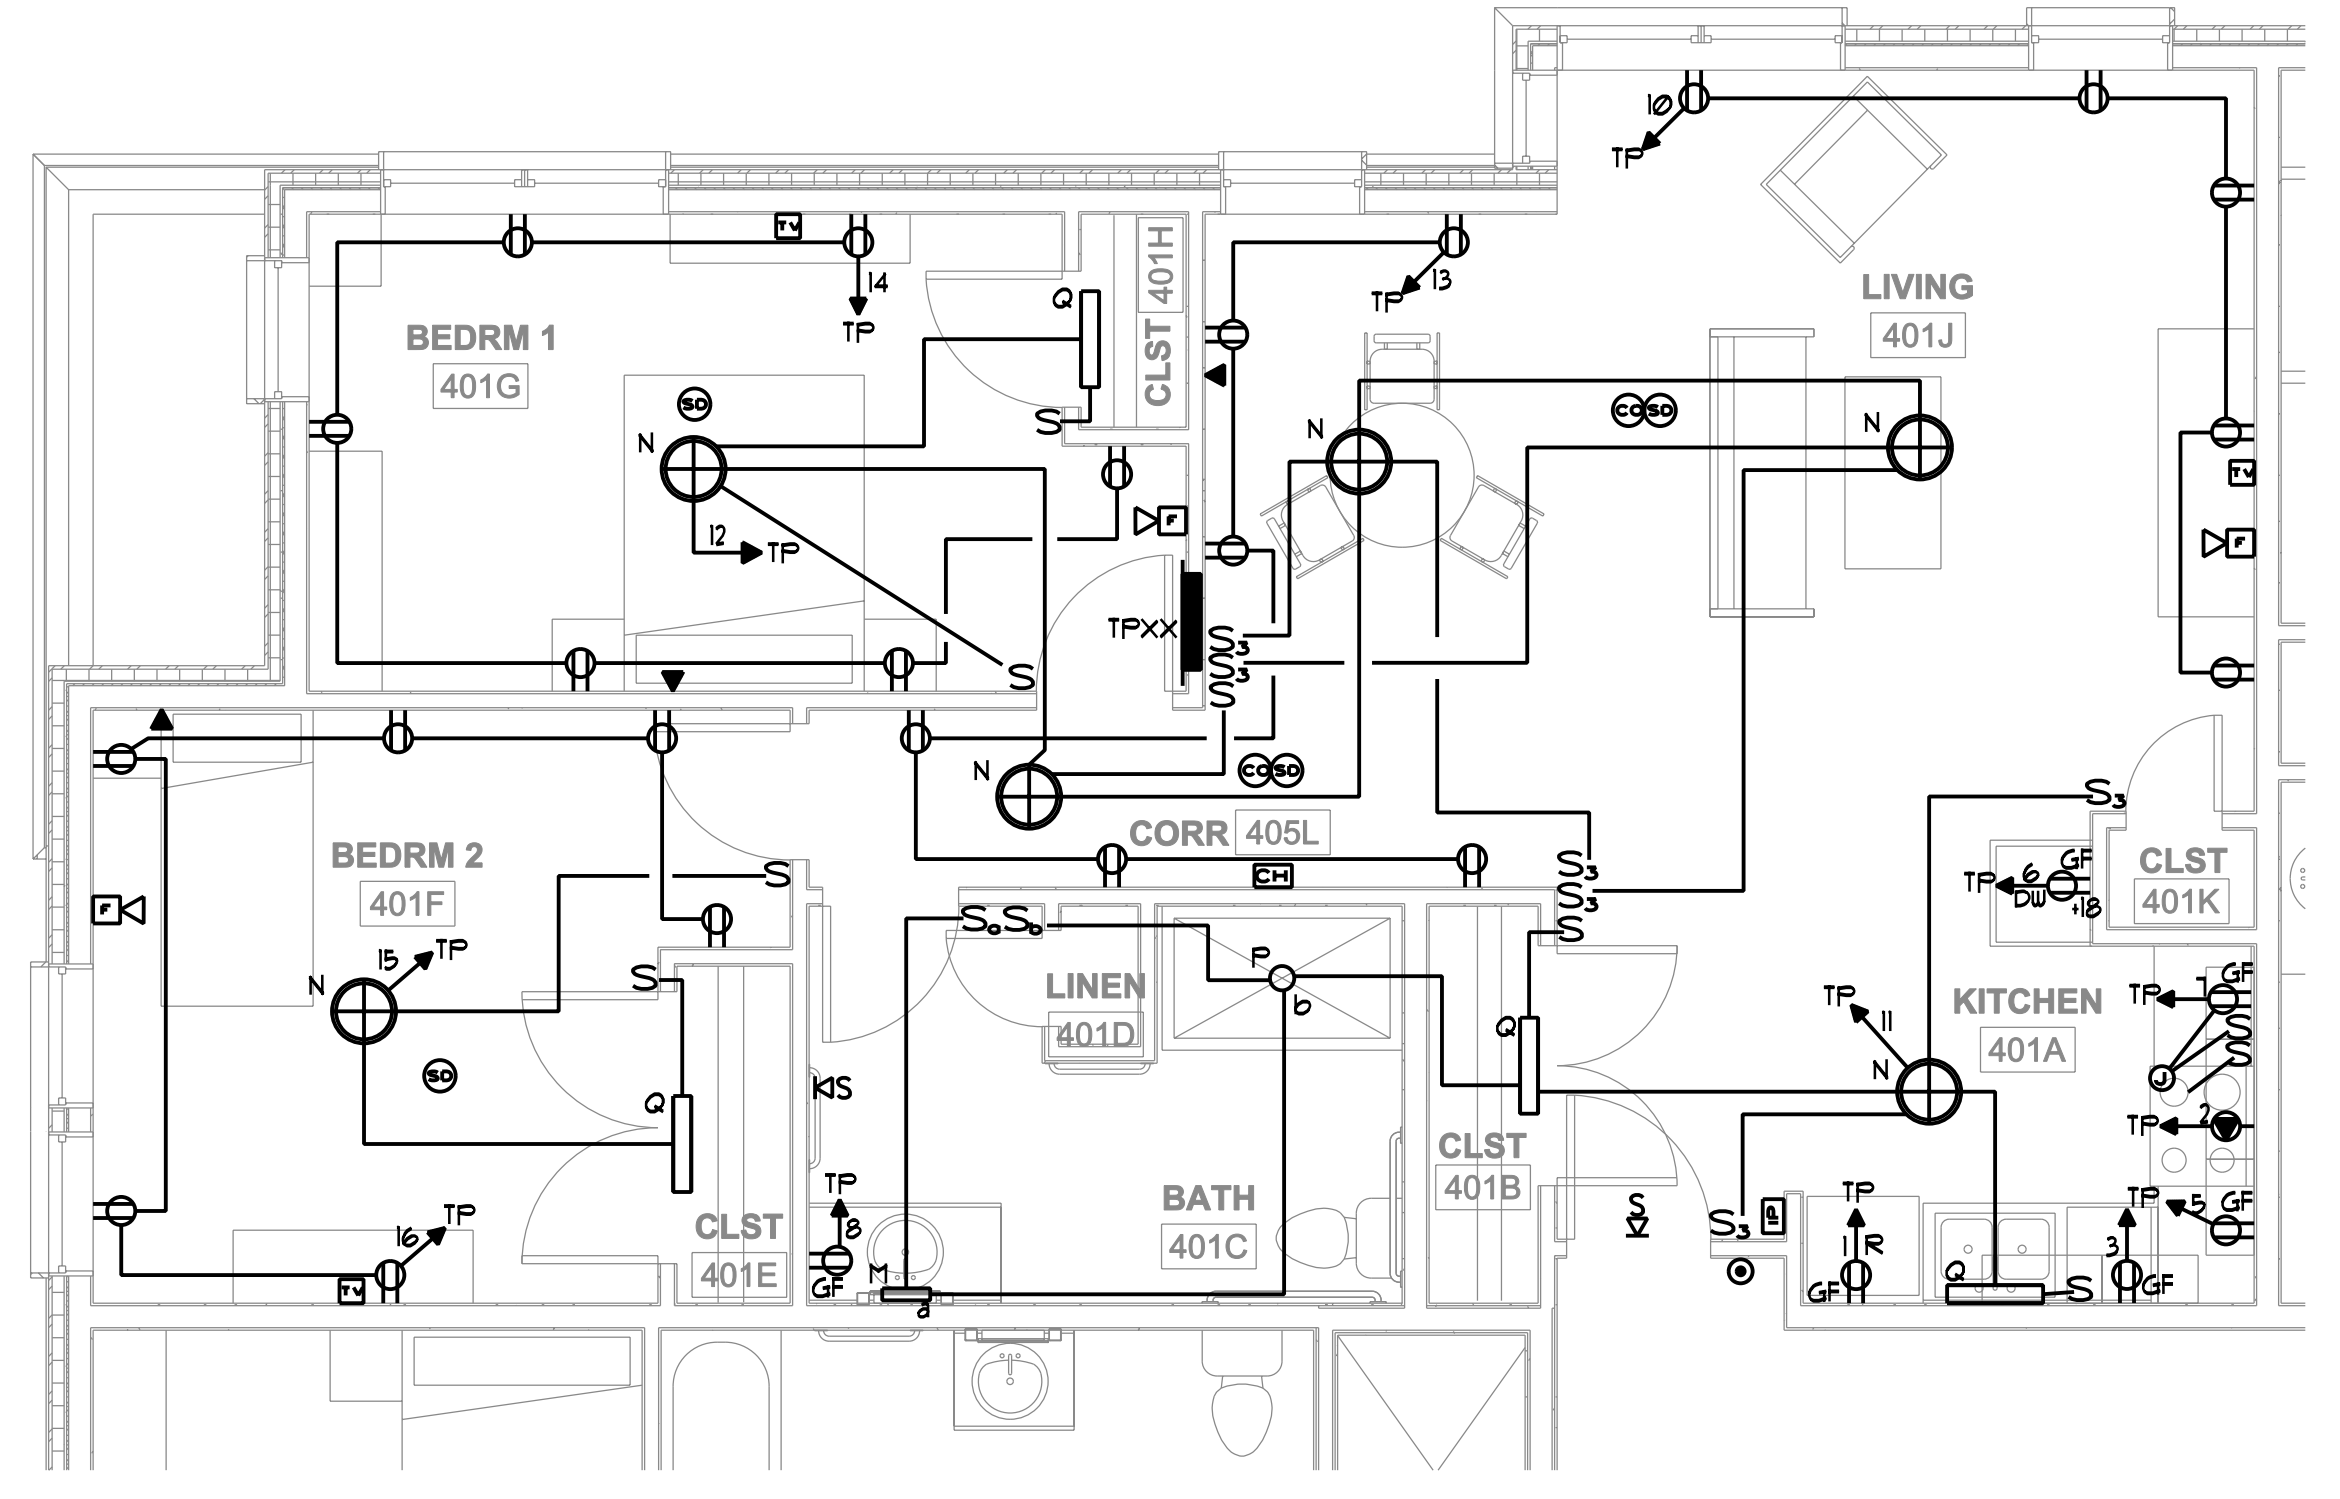 10
TP
TV
14
TP
Q
CLST 401H
13
TP
LIVING
401J
BEDRM 1
401G
SD
N
S
CO SD
N
N
TV
F
F
12
TP
TPXX
S3
S3
S
S
N
CO SD
CORR 405L
S3
BEDRM 2
401F
S
CH
S3
S3
S
CLST
401K
TP
6
DW
GF
+18
F
Sa Sb
P
b
LINEN
401D
15
TP
N
S
SD
Q
Q
KITCHEN
401A
TP
11
N
TP
7
GF
S
S
J
TP
2
S
CLST
401B
BATH
401C
TP
8
GF
M
a
CLST
401E
16
TP
TV
S
S3
IP
TP
1
R
GF
Q
S
TP
3
GF
TP
5
GF